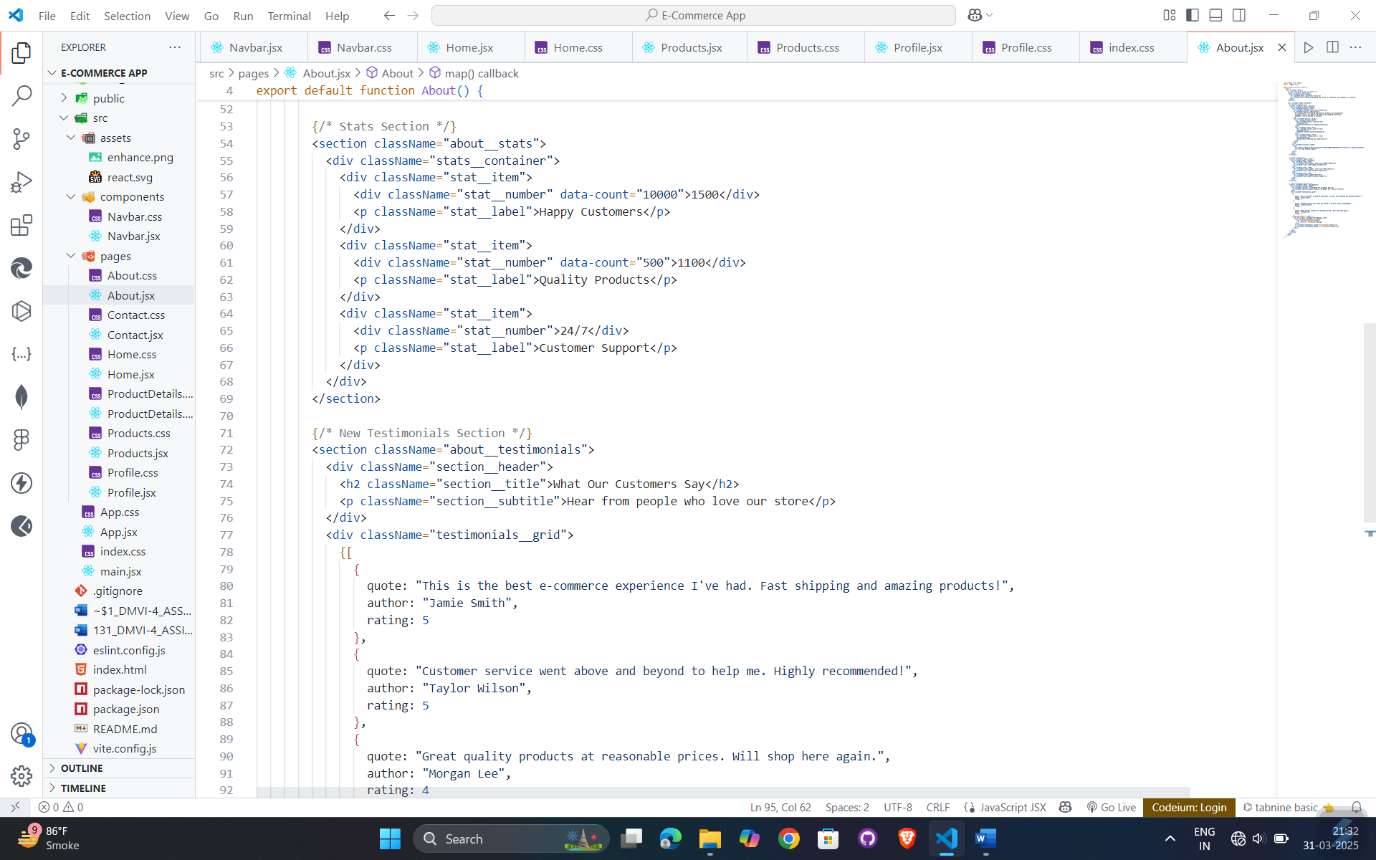 File Edit Selection View Go Run Terminal Help
E-Commerce App
EXPLORER
Navbar.jsx
Navbar.css
Home.jsx
Home.css
Products.jsx
Products.css
Profile.jsx
Profile.css
index.css
About.jsx
E-COMMERCE APP
src > pages > About.jsx > About > map() callback
public
src
assets
enhance.png
react.svg
components
Navbar.css
Navbar.jsx
pages
About.css
About.jsx
Contact.css
Contact.jsx
Home.css
Home.jsx
ProductDetails....
ProductDetails....
Products.css
Products.jsx
Profile.css
Profile.jsx
App.css
App.jsx
index.css
main.jsx
.gitignore
~$1_DMVI-4_ASS...
131_DMVI-4_ASSI...
eslint.config.js
index.html
package-lock.json
package.json
README.md
vite.config.js
OUTLINE
TIMELINE
4 export default function About() {
52
53 {/* Stats Section */}
54 <section className="about__stats">
55 <div className="stats__container">
56 <div className="stat__item">
57 <div className="stat__number" data-count="10000">1500</div>
58 <p className="stat__label">Happy Customers</p>
59 </div>
60 <div className="stat__item">
61 <div className="stat__number" data-count="500">1100</div>
62 <p className="stat__label">Quality Products</p>
63 </div>
64 <div className="stat__item">
65 <div className="stat__number">24/7</div>
66 <p className="stat__label">Customer Support</p>
67 </div>
68 </div>
69 </section>
70
71 {/* New Testimonials Section */}
72 <section className="about__testimonials">
73 <div className="section__header">
74 <h2 className="section__title">What Our Customers Say</h2>
75 <p className="section__subtitle">Hear from people who love our store</p>
76 </div>
77 <div className="testimonials__grid">
78 {[
79 {
80 quote: "This is the best e-commerce experience I've had. Fast shipping and amazing products!",
81 author: "Jamie Smith",
82 rating: 5
83 },
84 {
85 quote: "Customer service went above and beyond to help me. Highly recommended!",
86 author: "Taylor Wilson",
87 rating: 5
88 },
89 {
90 quote: "Great quality products at reasonable prices. Will shop here again.",
91 author: "Morgan Lee",
92 rating: 4
0 0 Ln 95, Col 62 Spaces: 2 UTF-8 CRLF JavaScript JSX Go Live Codeium: Login tabnine basic
9 86°F
Smoke
Search
ENG
IN
21:32
31-03-2025